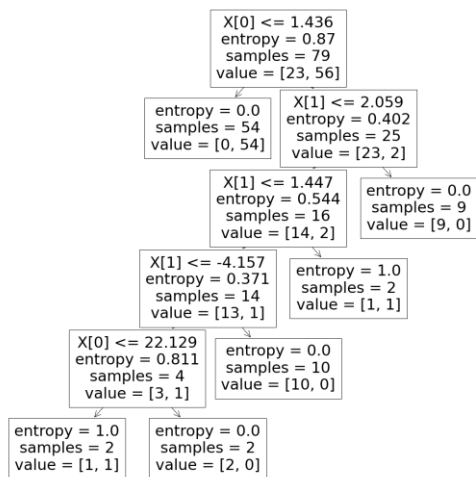 X[0] <= 1.436
entropy = 0.87
samples = 79
value = [23, 56]
entropy = 0.0
samples = 54
value = [0, 54]
X[1] <= 2.059
entropy = 0.402
samples = 25
value = [23, 2]
X[1] <= 1.447
entropy = 0.544
samples = 16
value = [14, 2]
entropy = 0.0
samples = 9
value = [9, 0]
X[1] <= -4.157
entropy = 0.371
samples = 14
value = [13, 1]
entropy = 1.0
samples = 2
value = [1, 1]
X[0] <= 22.129
entropy = 0.811
samples = 4
value = [3, 1]
entropy = 0.0
samples = 10
value = [10, 0]
entropy = 1.0
samples = 2
value = [1, 1]
entropy = 0.0
samples = 2
value = [2, 0]